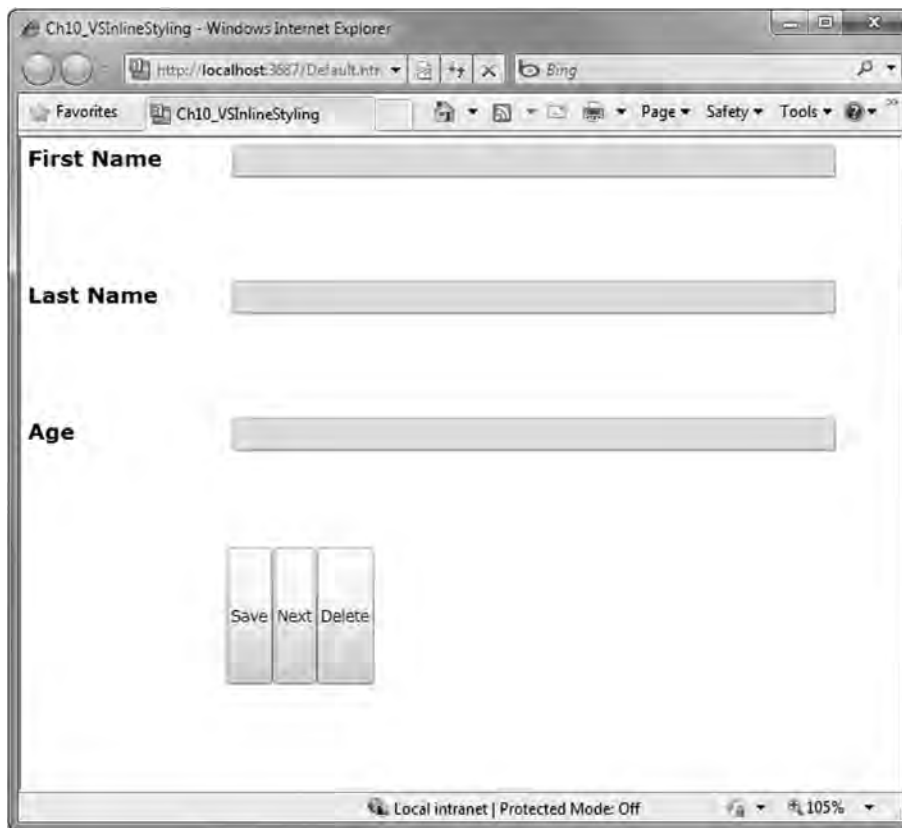 Ch10_VSInlineStyling - Windows Internet Explorer
http://localhost:3687/Default.htm
Bing
Favorites Ch10_VSInlineStyling Page Safety Tools
First Name
Last Name
Age
Save Next Delete
Local intranet | Protected Mode: Off 105%